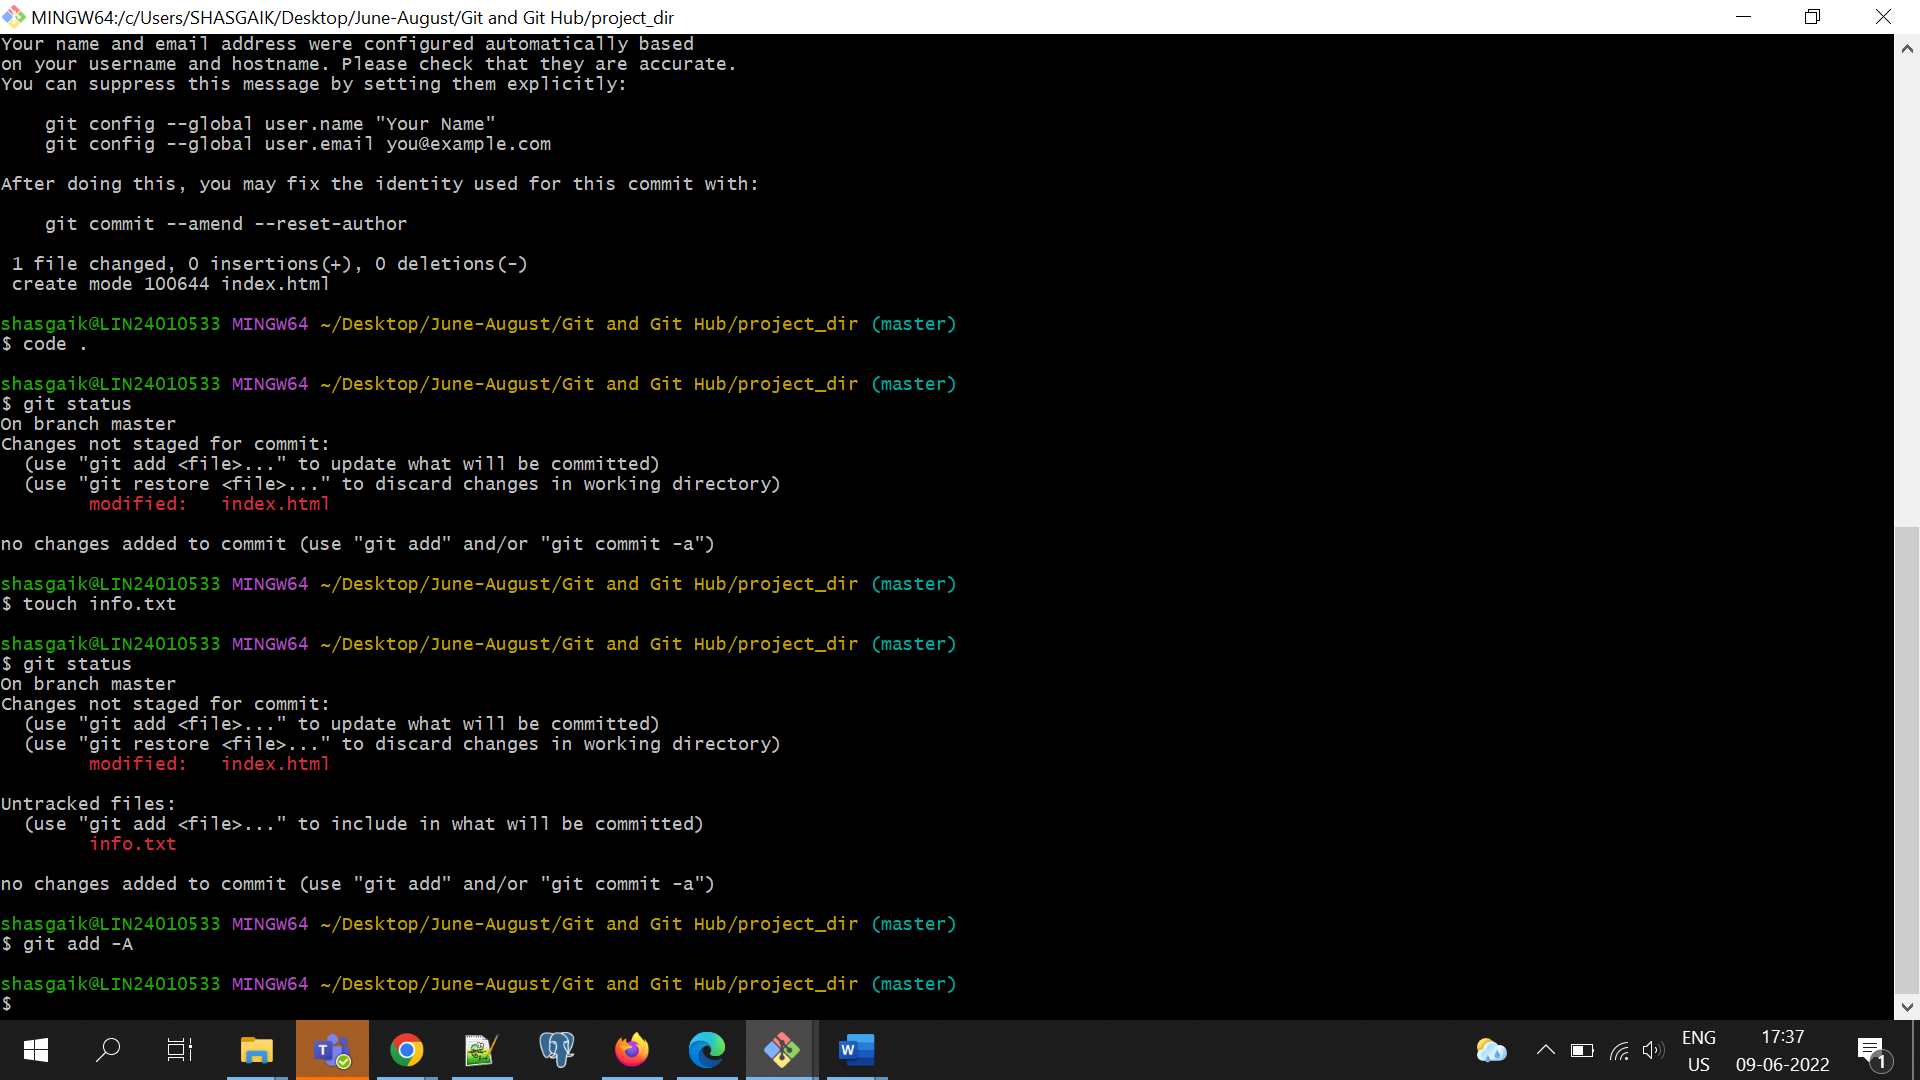 MINGW64:/c/Users/SHASGAIK/Desktop/June-August/Git and Git Hub/project_dir
Your name and email address were configured automatically based
on your username and hostname. Please check that they are accurate.
You can suppress this message by setting them explicitly:
git config --global user.name "Your Name"
git config --global user.email you@example.com
After doing this, you may fix the identity used for this commit with:
git commit --amend --reset-author
1 file changed, 0 insertions(+), 0 deletions(-)
create mode 100644 index.html
shasgaik@LIN24010533 MINGW64 ~/Desktop/June-August/Git and Git Hub/project_dir (master)
$ code .
shasgaik@LIN24010533 MINGW64 ~/Desktop/June-August/Git and Git Hub/project_dir (master)
$ git status
On branch master
Changes not staged for commit:
(use "git add <file>..." to update what will be committed)
(use "git restore <file>..." to discard changes in working directory)
modified:   index.html
no changes added to commit (use "git add" and/or "git commit -a")
shasgaik@LIN24010533 MINGW64 ~/Desktop/June-August/Git and Git Hub/project_dir (master)
$ touch info.txt
shasgaik@LIN24010533 MINGW64 ~/Desktop/June-August/Git and Git Hub/project_dir (master)
$ git status
On branch master
Changes not staged for commit:
(use "git add <file>..." to update what will be committed)
(use "git restore <file>..." to discard changes in working directory)
modified:   index.html
Untracked files:
(use "git add <file>..." to include in what will be committed)
info.txt
no changes added to commit (use "git add" and/or "git commit -a")
shasgaik@LIN24010533 MINGW64 ~/Desktop/June-August/Git and Git Hub/project_dir (master)
$ git add -A
shasgaik@LIN24010533 MINGW64 ~/Desktop/June-August/Git and Git Hub/project_dir (master)
$
ENG
US
17:37
09-06-2022
1